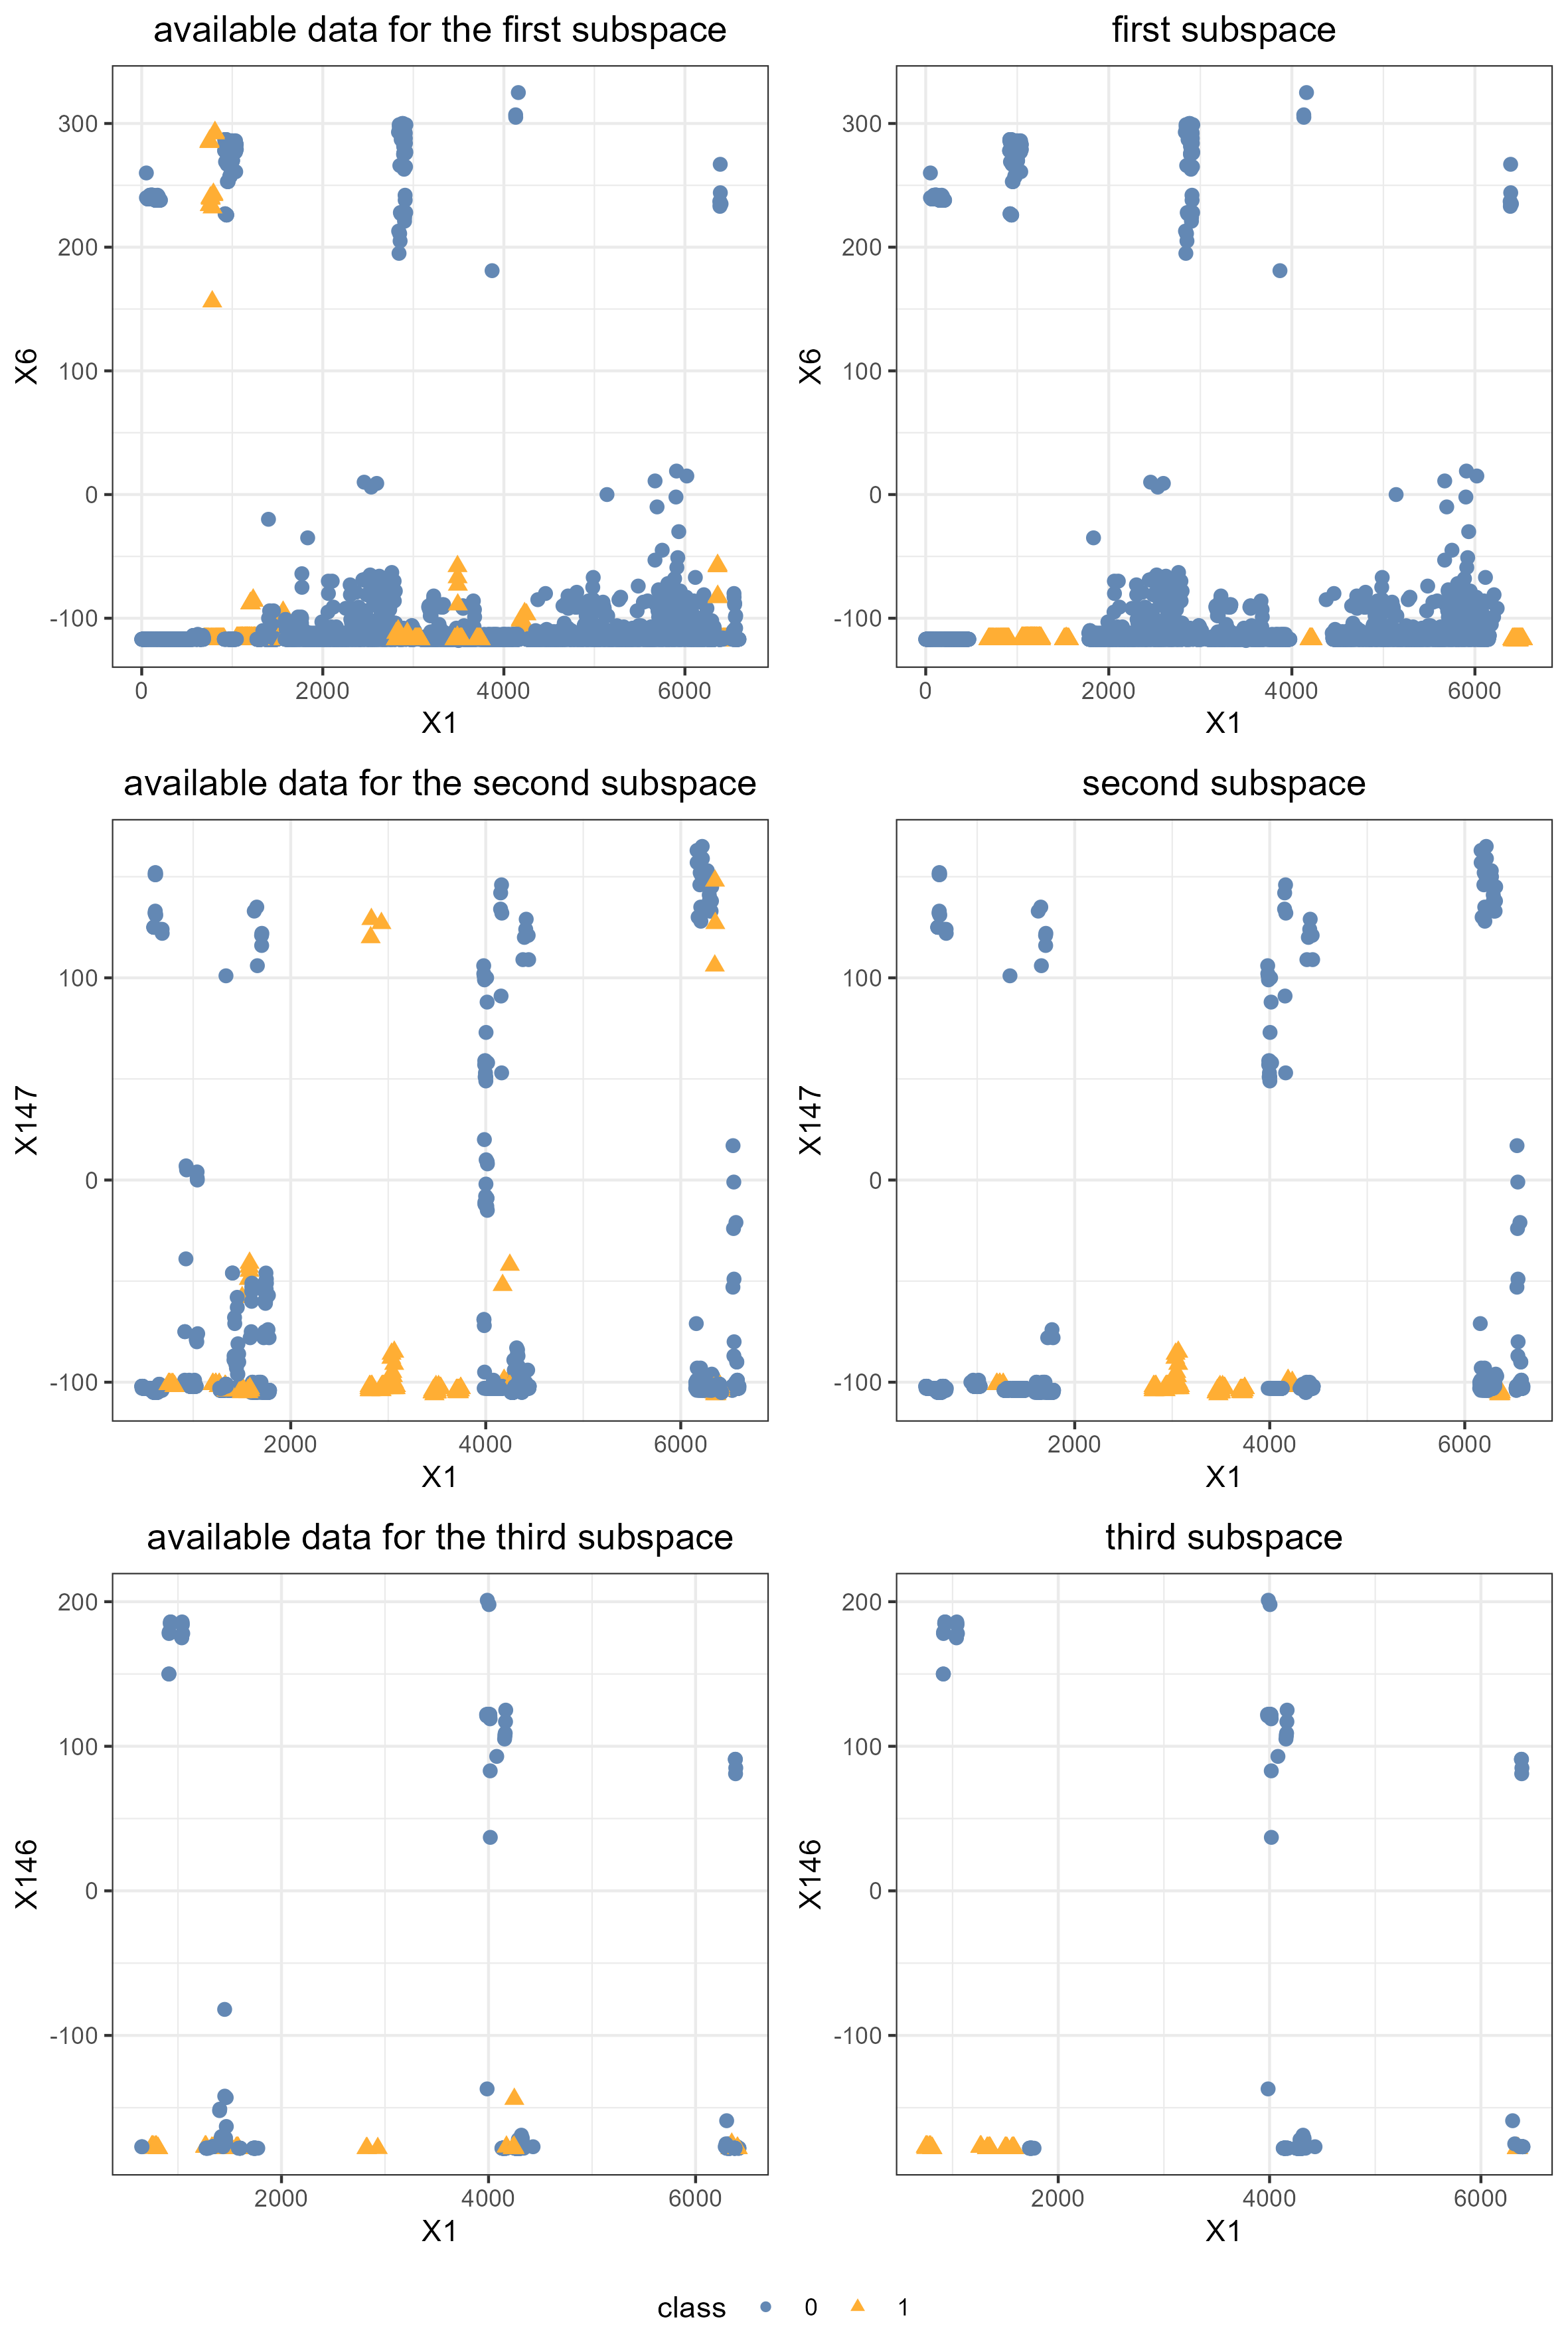 available data for the first subspace
first subspace
300
200
100
0
-100
X6
0 2000 4000 6000
X1
300
200
100
0
-100
X6
0 2000 4000 6000
X1
available data for the second subspace
second subspace
100
0
-100
X147
2000 4000 6000
X1
100
0
-100
X147
2000 4000 6000
X1
available data for the third subspace
third subspace
200
100
0
-100
X146
2000 4000 6000
X1
200
100
0
-100
X146
2000 4000 6000
X1
class 0 1